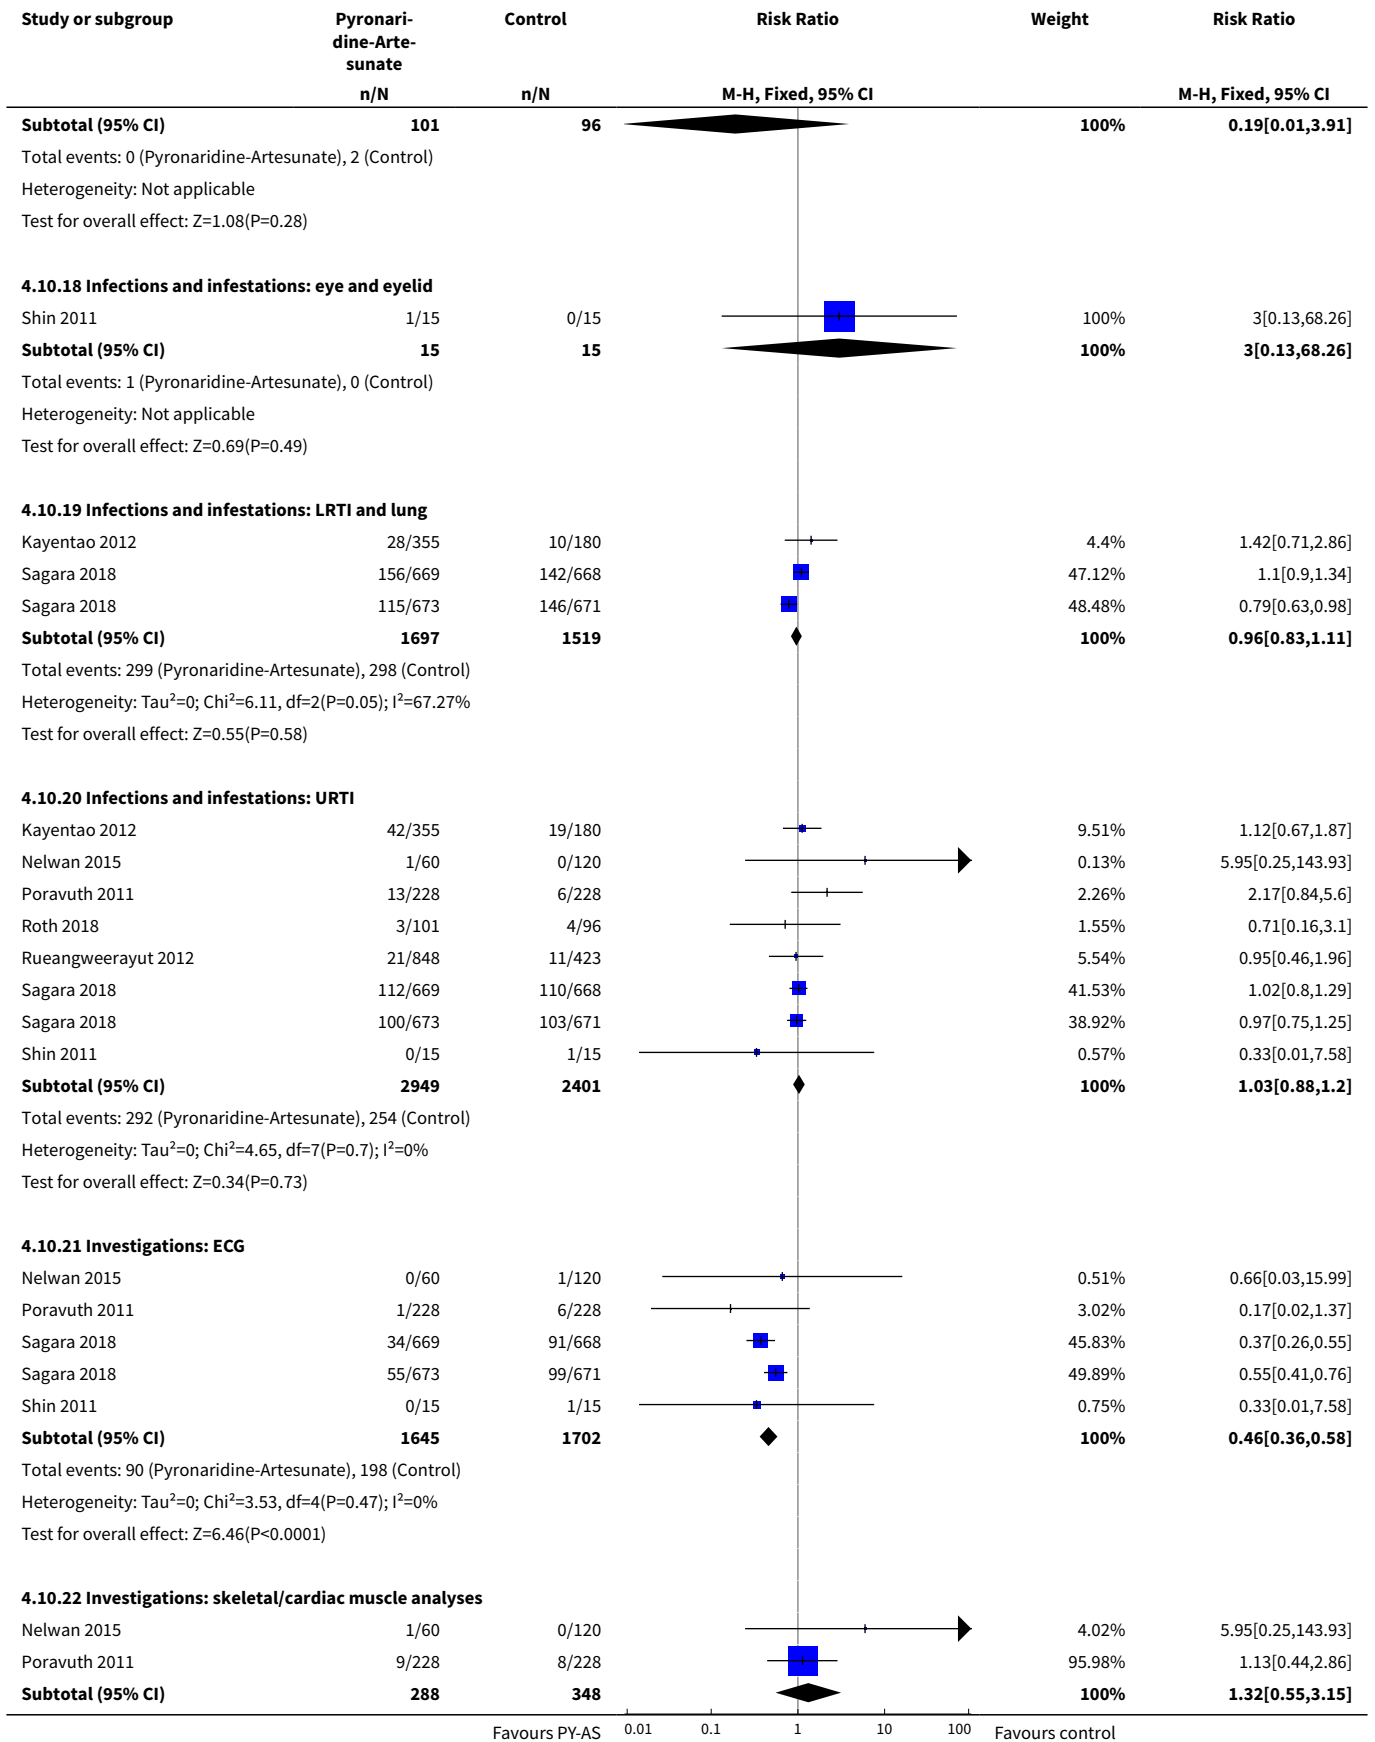 Study or subgroup Pyronari- Control Risk Ratio Weight Risk Ratio
dine-Arte-
sunate
n/N n/N M-H, Fixed, 95% CI M-H, Fixed, 95% CI
Subtotal (95% CI) 101 96 100% 0.19[0.01,3.91]
Total events: 0 (Pyronaridine-Artesunate), 2 (Control)
Heterogeneity: Not applicable
Test for overall effect: Z=1.08(P=0.28)
4.10.18 Infections and infestations: eye and eyelid
Shin 2011 1/15 0/15 100% 3[0.13,68.26]
Subtotal (95% CI) 15 15 100% 3[0.13,68.26]
Total events: 1 (Pyronaridine-Artesunate), 0 (Control)
Heterogeneity: Not applicable
Test for overall effect: Z=0.69(P=0.49)
4.10.19 Infections and infestations: LRTI and lung
Kayentao 2012 28/355 10/180 4.4% 1.42[0.71,2.86]
Sagara 2018 156/669 142/668 47.12% 1.1[0.9,1.34]
Sagara 2018 115/673 146/671 48.48% 0.79[0.63,0.98]
Subtotal (95% CI) 1697 1519 100% 0.96[0.83,1.11]
Total events: 299 (Pyronaridine-Artesunate), 298 (Control)
Heterogeneity: Tau²=0; Chi²=6.11, df=2(P=0.05); I²=67.27%
Test for overall effect: Z=0.55(P=0.58)
4.10.20 Infections and infestations: URTI
Kayentao 2012 42/355 19/180 9.51% 1.12[0.67,1.87]
Nelwan 2015 1/60 0/120 0.13% 5.95[0.25,143.93]
Poravuth 2011 13/228 6/228 2.26% 2.17[0.84,5.6]
Roth 2018 3/101 4/96 1.55% 0.71[0.16,3.1]
Rueangweerayut 2012 21/848 11/423 5.54% 0.95[0.46,1.96]
Sagara 2018 112/669 110/668 41.53% 1.02[0.8,1.29]
Sagara 2018 100/673 103/671 38.92% 0.97[0.75,1.25]
Shin 2011 0/15 1/15 0.57% 0.33[0.01,7.58]
Subtotal (95% CI) 2949 2401 100% 1.03[0.88,1.2]
Total events: 292 (Pyronaridine-Artesunate), 254 (Control)
Heterogeneity: Tau²=0; Chi²=4.65, df=7(P=0.7); I²=0%
Test for overall effect: Z=0.34(P=0.73)
4.10.21 Investigations: ECG
Nelwan 2015 0/60 1/120 0.51% 0.66[0.03,15.99]
Poravuth 2011 1/228 6/228 3.02% 0.17[0.02,1.37]
Sagara 2018 34/669 91/668 45.83% 0.37[0.26,0.55]
Sagara 2018 55/673 99/671 49.89% 0.55[0.41,0.76]
Shin 2011 0/15 1/15 0.75% 0.33[0.01,7.58]
Subtotal (95% CI) 1645 1702 100% 0.46[0.36,0.58]
Total events: 90 (Pyronaridine-Artesunate), 198 (Control)
Heterogeneity: Tau²=0; Chi²=3.53, df=4(P=0.47); I²=0%
Test for overall effect: Z=6.46(P<0.0001)
4.10.22 Investigations: skeletal/cardiac muscle analyses
Nelwan 2015 1/60 0/120 4.02% 5.95[0.25,143.93]
Poravuth 2011 9/228 8/228 95.98% 1.13[0.44,2.86]
Subtotal (95% CI) 288 348 100% 1.32[0.55,3.15]
Favours PY-AS 0.01 0.1 1 10 100 Favours control